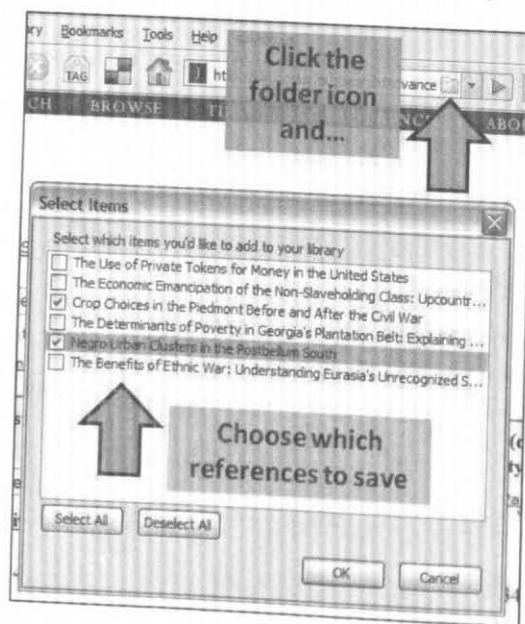 Bookmarks Tools Help
TAG
ht
vance
CH BROWSE
ABO
Click the
folder icon
and...
Select Items
Select which items you'd like to add to your library
The Use of Private Tokens for Money in the United States
The Economic Emancipation of the Non-Slaveholding Class: Upcountr...
Crop Choices in the Piedmont Before and After the Civil War
The Determinants of Poverty in Georgia's Plantation Belt: Explaining ...
Negro Urban Clusters in the Postbellum South
The Benefits of Ethnic War: Understanding Eurasia's Unrecognized S...
Choose which
references to save
Select All Deselect All
OK Cancel